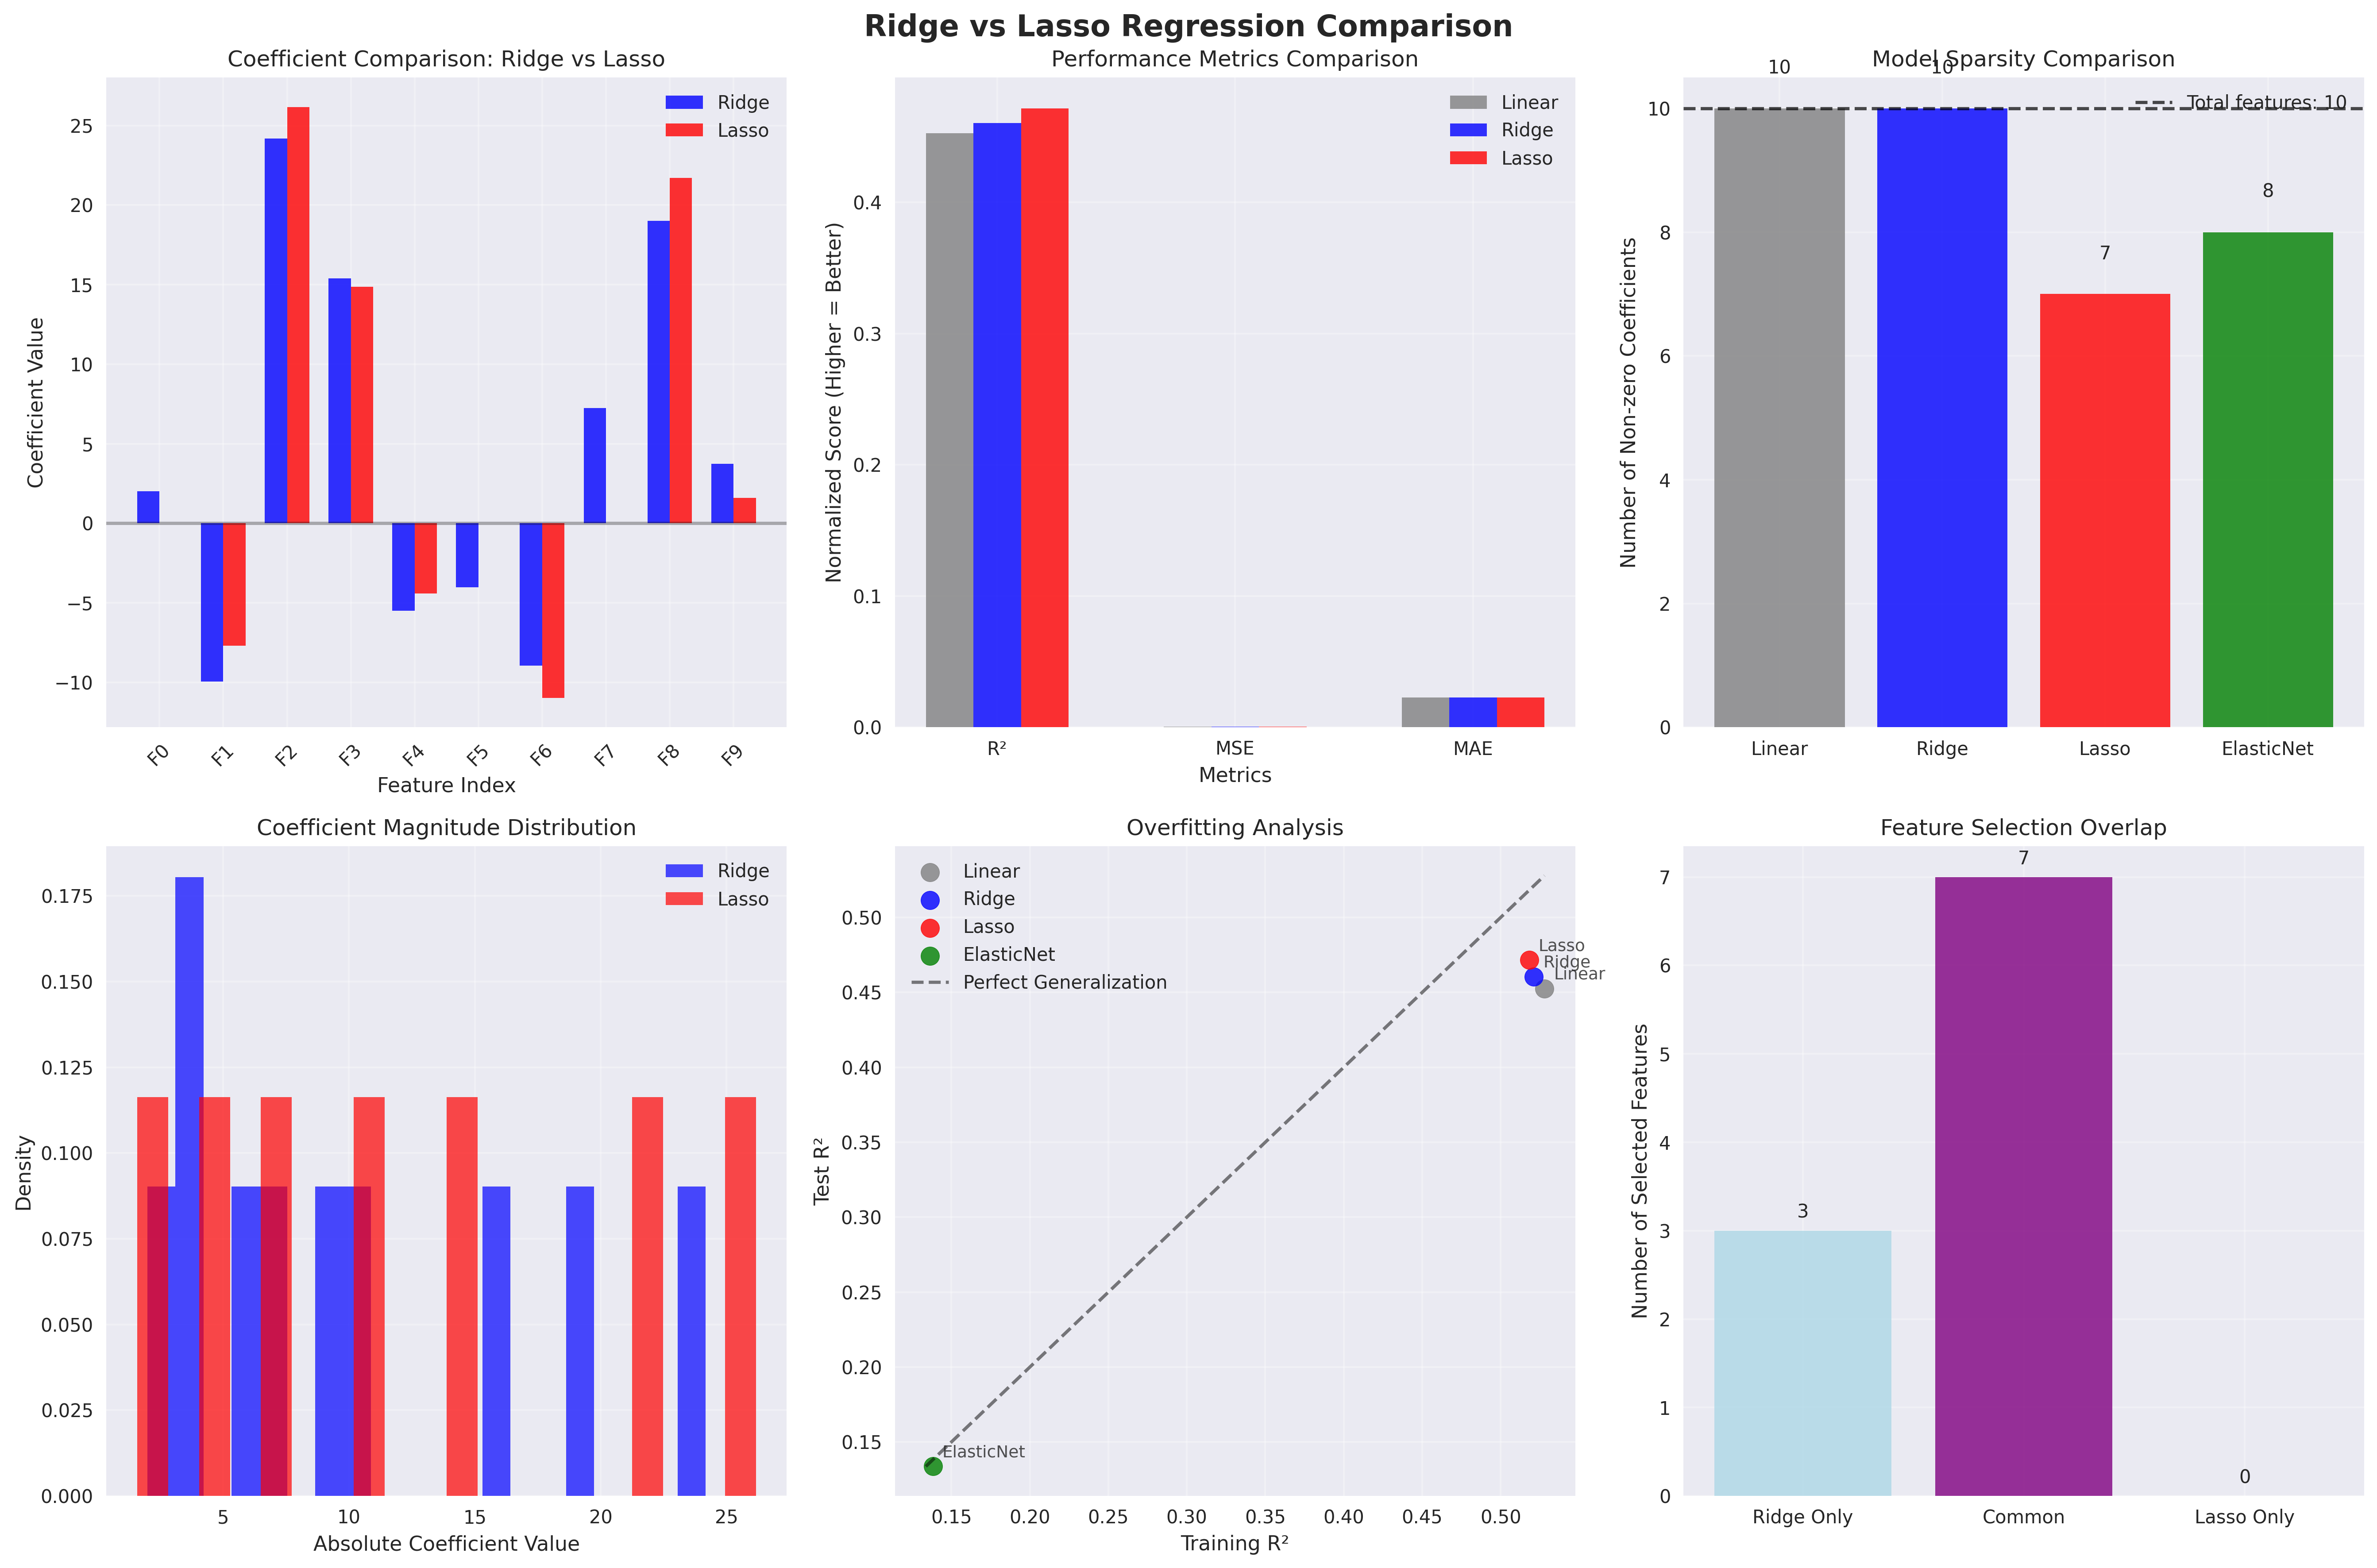 Ridge vs Lasso Regression Comparison
Coefficient Comparison: Ridge vs Lasso
Ridge
Lasso
25
20
15
10
5
0
−5
−10
Coefficient Value
F0 F1 F2 F3 F4 F5 F6 F7 F8 F9
Feature Index
Performance Metrics Comparison
Linear
Ridge
Lasso
0.4
0.3
0.2
0.1
0.0
Normalized Score (Higher = Better)
R² MSE MAE
Metrics
Model Sparsity Comparison
10 10
Total features: 10
7
8
10
8
6
4
2
0
Number of Non-zero Coefficients
Linear Ridge Lasso ElasticNet
Coefficient Magnitude Distribution
Ridge
Lasso
0.175
0.150
0.125
0.100
0.075
0.050
0.025
0.000
Density
5 10 15 20 25
Absolute Coefficient Value
Overfitting Analysis
Linear
Ridge
Lasso
ElasticNet
Perfect Generalization
Lasso
Ridge
Linear
ElasticNet
0.50
0.45
0.40
0.35
0.30
0.25
0.20
0.15
Test R²
0.15 0.20 0.25 0.30 0.35 0.40 0.45 0.50
Training R²
Feature Selection Overlap
3
7
0
7
6
5
4
3
2
1
0
Number of Selected Features
Ridge Only Common Lasso Only